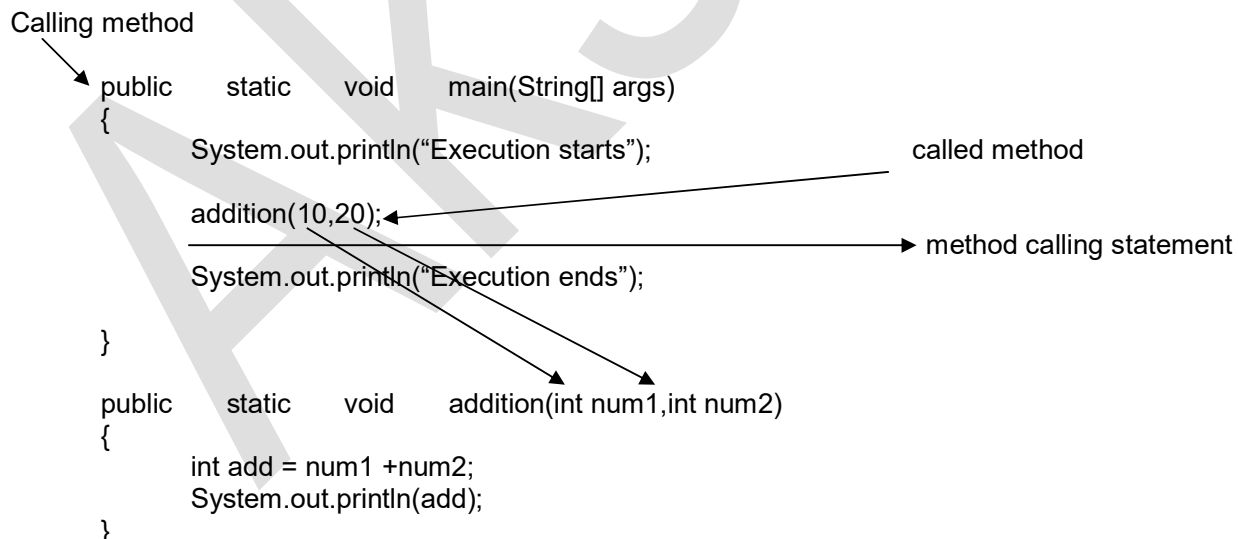 Calling method
public static void main(String[] args)
{
System.out.println(“Execution starts”); called method
addition(10,20);
method calling statement
System.out.println(“Execution ends”);
}
public static void addition(int num1,int num2)
{
int add = num1 +num2;
System.out.println(add);
}